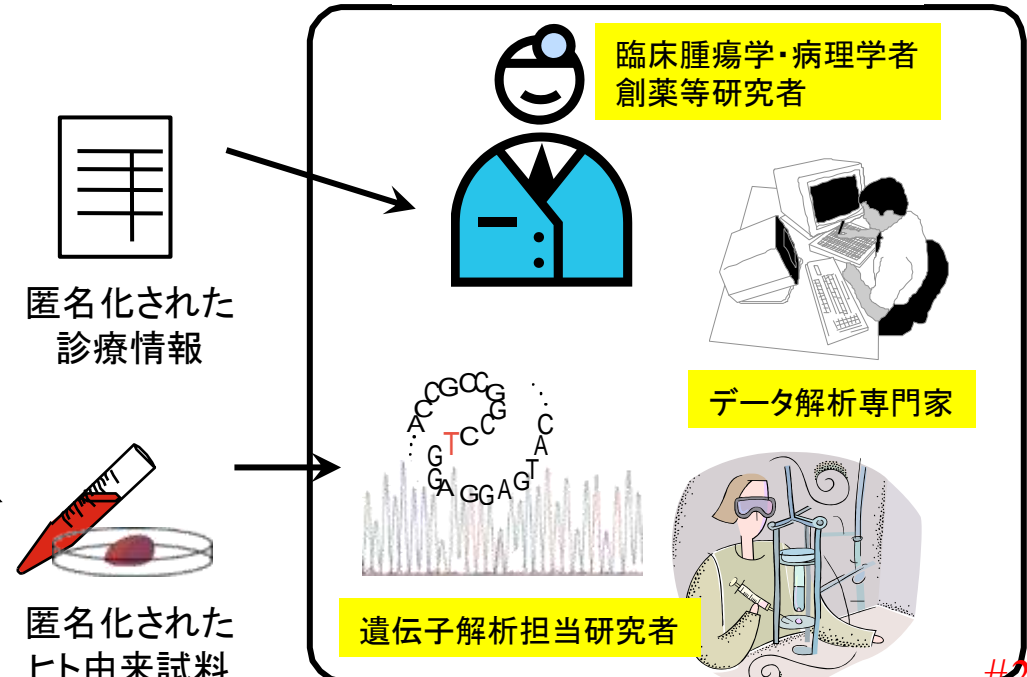 臨床腫瘍学・病理学者
創薬等研究者
匿名化された
診療情報
データ解析専門家
ACCGCCGGCCTGGAGGAGTAC
遺伝子解析担当研究者
匿名化された
ヒト由来試料
#2